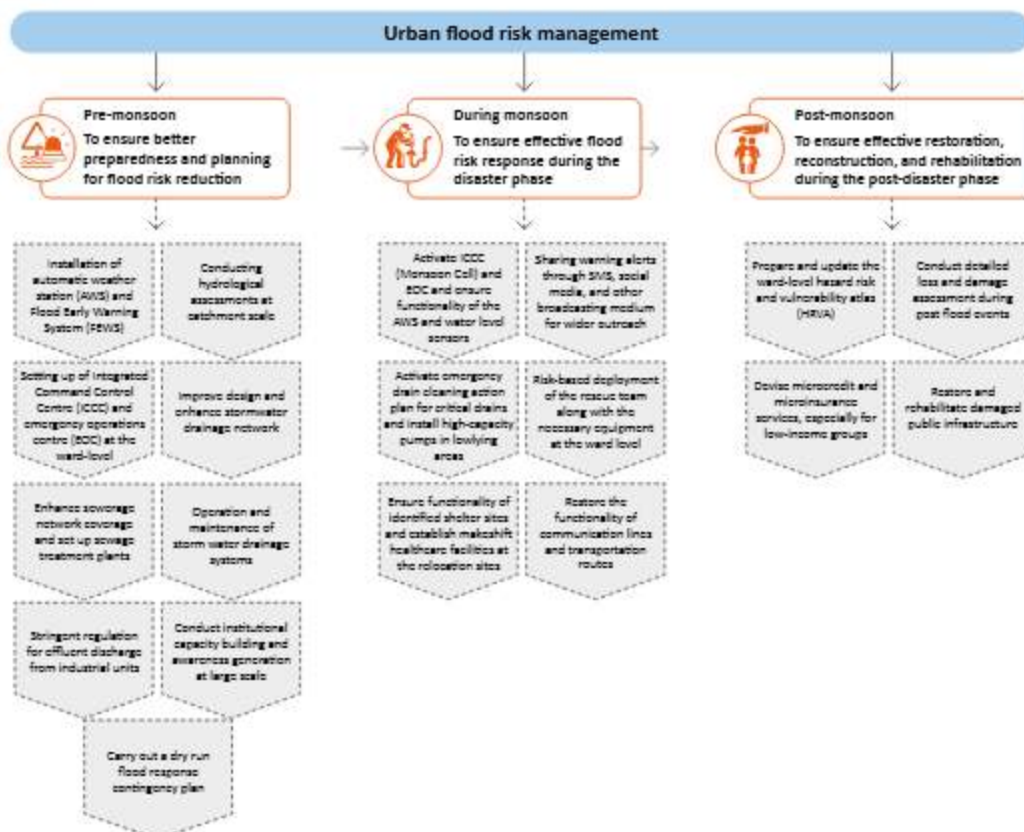 Urban flood risk management
Pre-monsoon
To ensure better
preparedness and planning
for flood risk reduction
During monsoon
To ensure effective flood
risk response during the
disaster phase
Post-monsoon
To ensure effective restoration,
reconstruction, and rehabilitation
during the post-disaster phase
Installation of
automatic weather
station (AWS) and
Flood Early Warning
System (FEWS)
Conducting
hydrological
assessments at
catchment scale
Setting up of Integrated
Command Control
Centre (ICCC) and
emergency operations
centre (EOC) at the
ward-level
Improve design and
enhance stormwater
drainage network
Enhance sewerage
network coverage
and set up sewage
treatment plants
Operation and
maintenance of
storm water drainage
systems
Stringent regulation
for effluent discharge
from industrial units
Conduct institutional
capacity building and
awareness generation
at large scale
Carry out a dry run
flood response
contingency plan
Activate ICCC
(Monsoon Cell) and
EOC and ensure
functionality of the
AWS and water level
sensors
Sharing warning alerts
through SMS, social
media, and other
broadcasting medium
for wider outreach
Activate emergency
drain cleaning action
plan for critical drains
and install high-capacity
pumps in lowlying
areas
Risk-based deployment
of the rescue team
along with the
necessary equipment
at the ward level
Ensure functionality of
identified shelter sites
and establish makeshift
healthcare facilities at
the relocation sites
Restore the
functionality of
communication lines
and transportation
routes
Prepare and update the
ward-level hazard risk
and vulnerability atlas
(HRVA)
Conduct detailed
loss and damage
assessment during
post flood events
Devise microcredit and
microinsurance
services, especially for
low-income groups
Restore and
rehabilitate damaged
public infrastructure